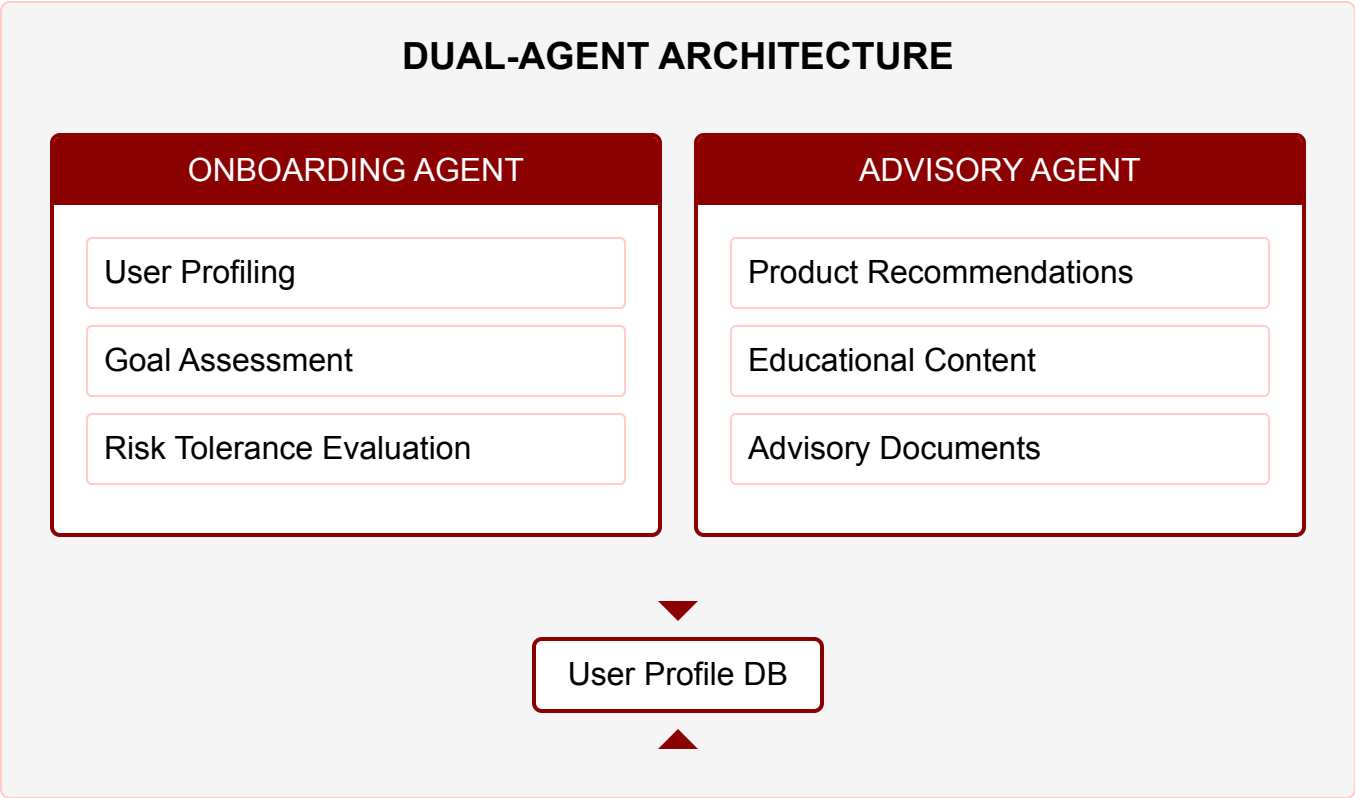 DUAL-AGENT ARCHITECTURE
ONBOARDING AGENT
User Profiling
Goal Assessment
Risk Tolerance Evaluation
ADVISORY AGENT
Product Recommendations
Educational Content
Advisory Documents
User Profile DB